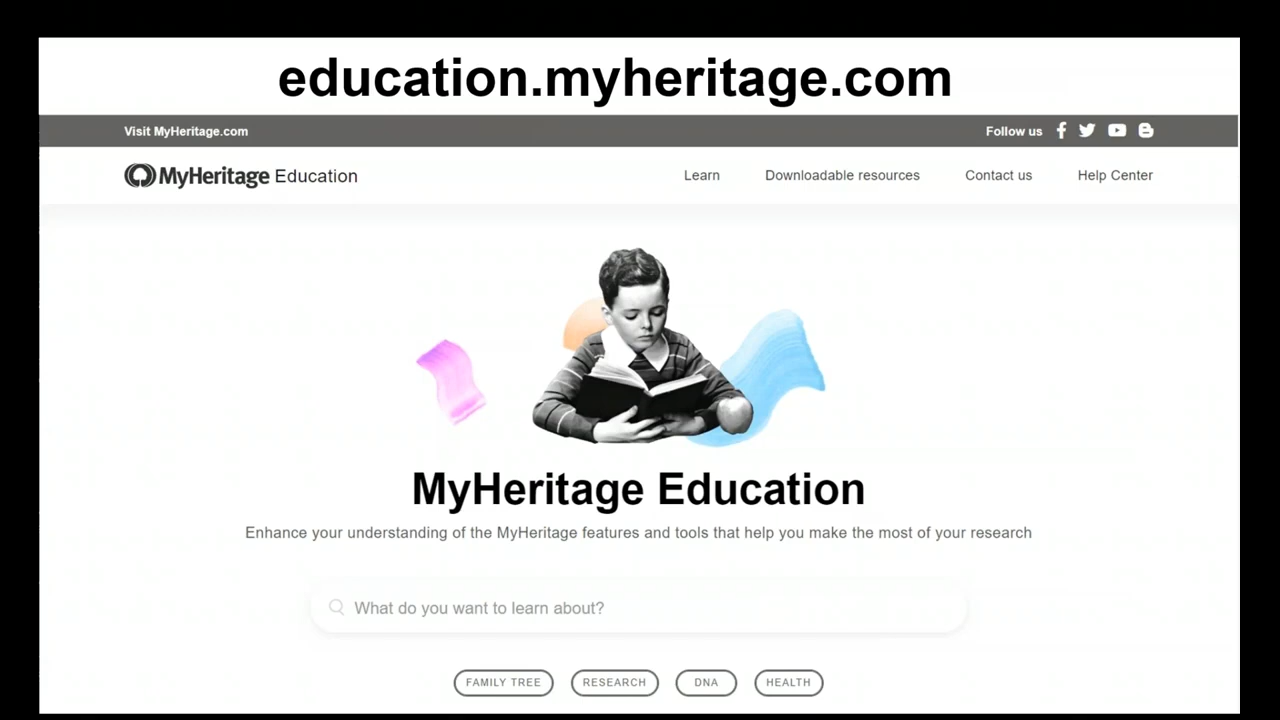 education.myheritage.com
Visit MyHeritage.com
Follow us
MyHeritage Education
Learn
Downloadable resources
Contact us
Help Center
MyHeritage Education
Enhance your understanding of the MyHeritage features and tools that help you make the most of your research
What do you want to learn about?
FAMILY TREE
RESEARCH
DNA
HEALTH